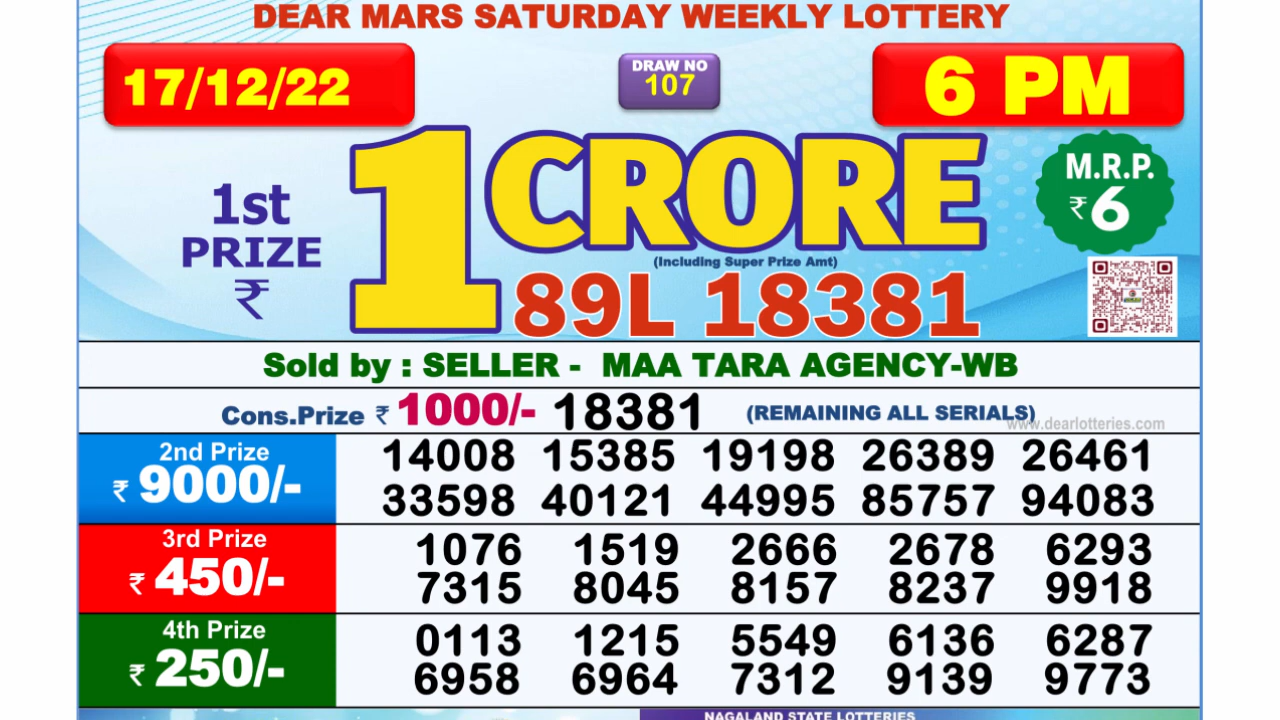 DEAR MARS SATURDAY WEEKLY LOTTERY
17/12/22
DRAW NO
107
6 PM
1st
PRIZE
₹
1 CRORE
(Including Super Prize Amt)
89L 18381
M.R.P.
₹ 6
Sold by : SELLER - MAA TARA AGENCY-WB
Cons.Prize ₹ 1000/- 18381 (REMAINING ALL SERIALS)
www.dearlotteries.com
2nd Prize
₹ 9000/-
14008 15385 19198 26389 26461
33598 40121 44995 85757 94083
3rd Prize
₹ 450/-
1076 1519 2666 2678 6293
7315 8045 8157 8237 9918
4th Prize
₹ 250/-
0113 1215 5549 6136 6287
6958 6964 7312 9139 9773
NAGALAND STATE LOTTERIES